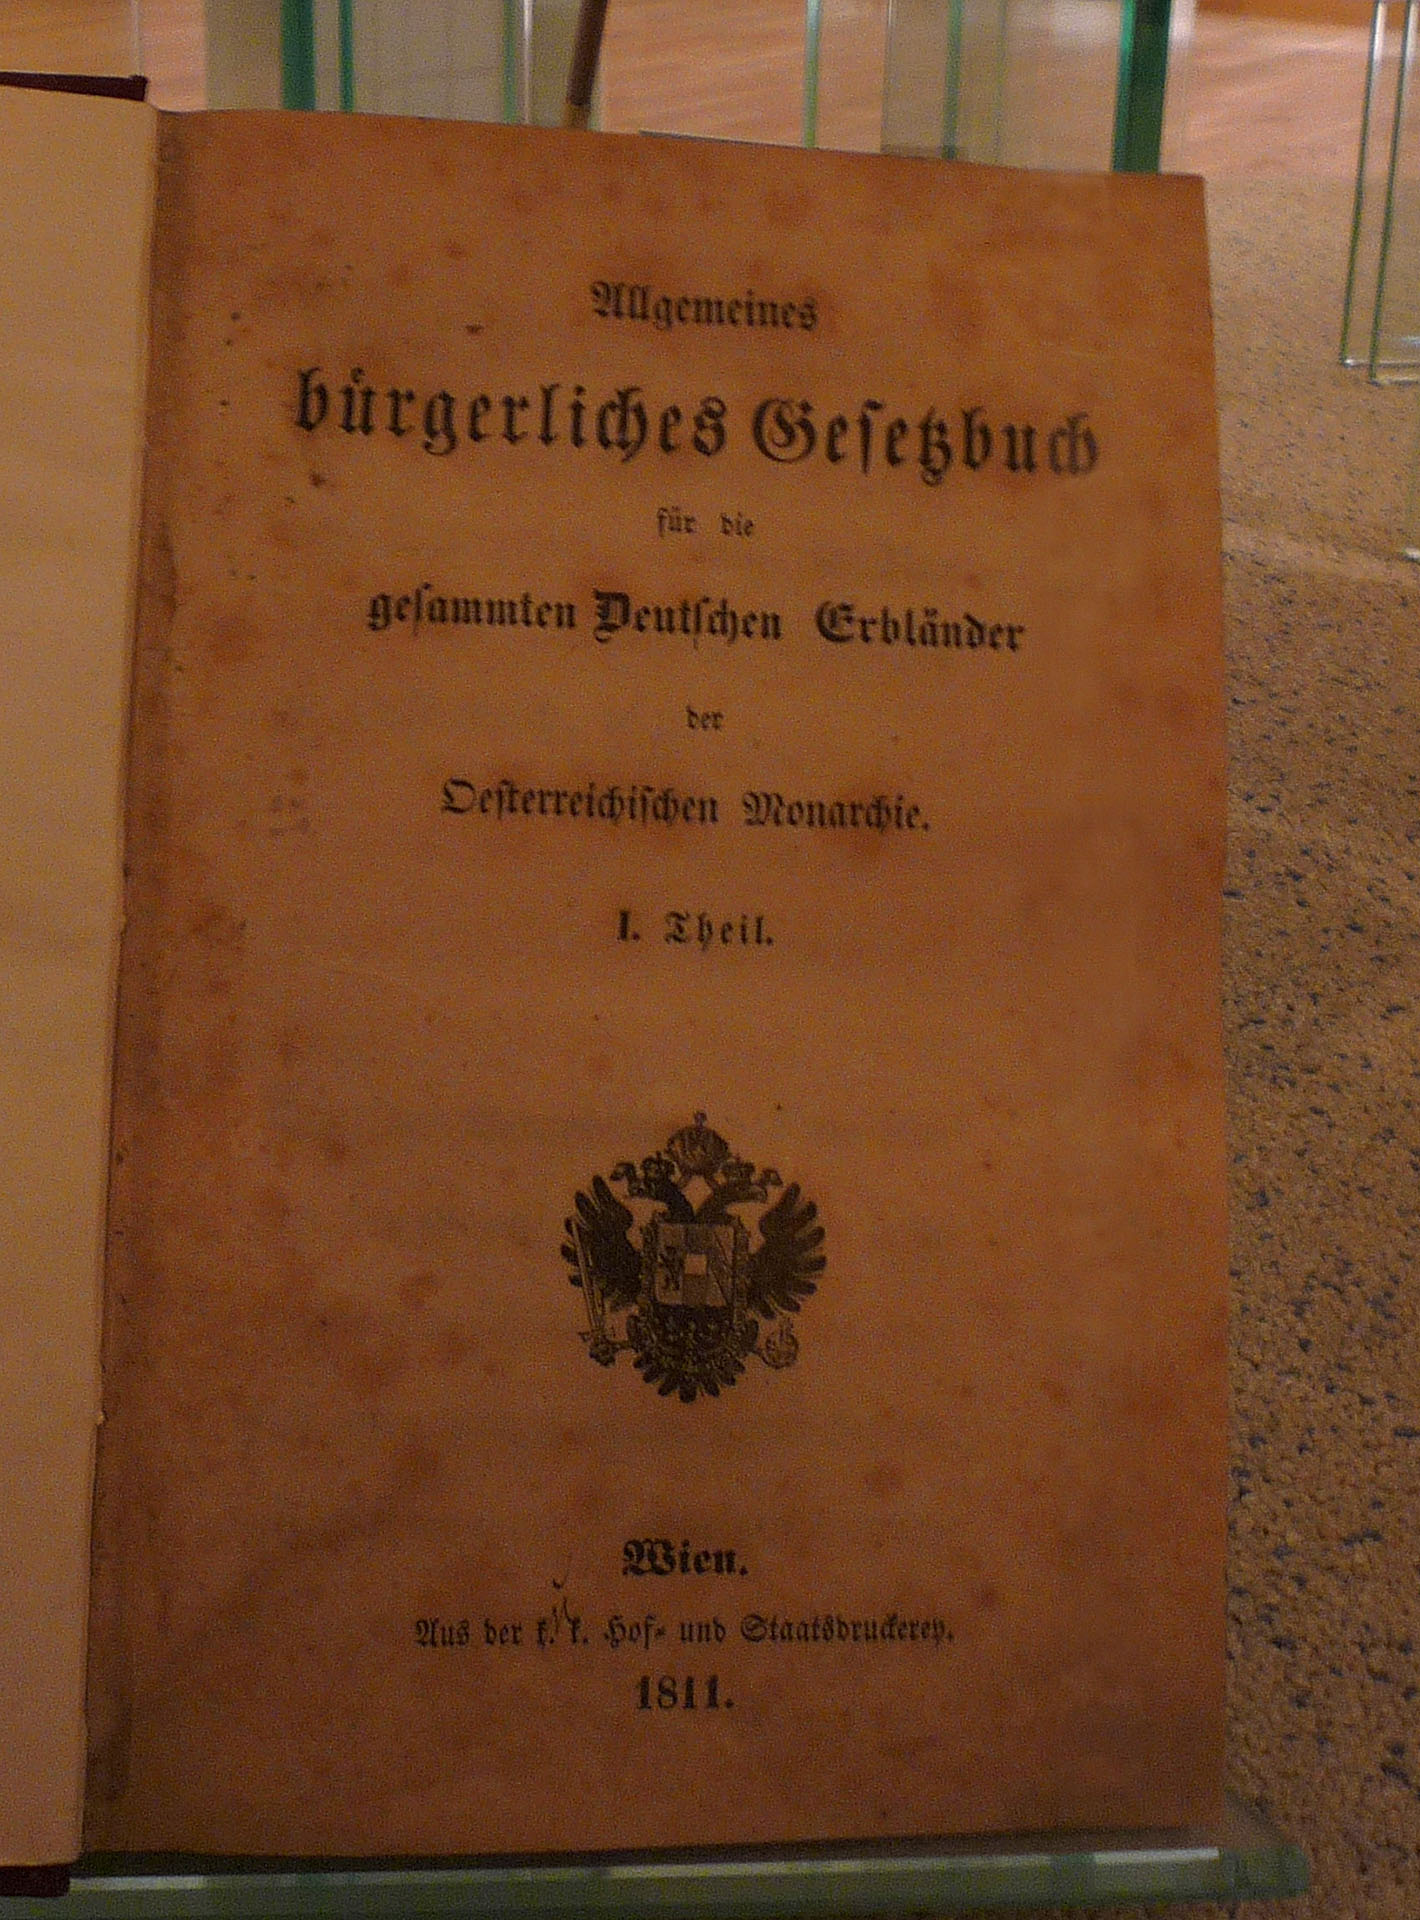 Allgemeines
bürgerliches Gesetzbuch
für die
gesammten Deutschen Erbländer
der
Oesterreichischen Monarchie.
I. Theil.
Wien.
Aus der k. k. Hof- und Staatsdruckerey.
1811.